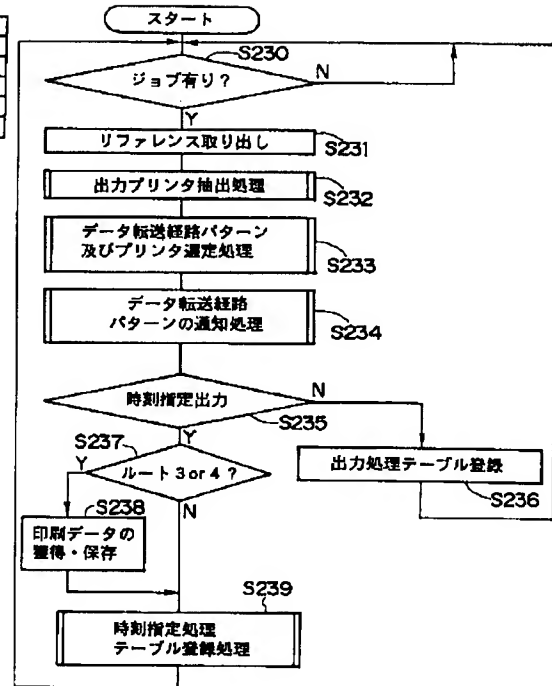 スタート
S230
ジョブ有り？
N
Y
リファレンス取り出し
S231
出力プリンタ抽出処理
S232
データ転送経路パターン
及びプリンタ選定処理
S233
データ転送経路
パターンの通知処理
S234
時刻指定出力
N
S235
Y
S237
ルート３or４？
Y
N
出力処理テーブル登録
S236
S238
印刷データの
獲得・保存
S239
時刻指定処理
テーブル登録処理